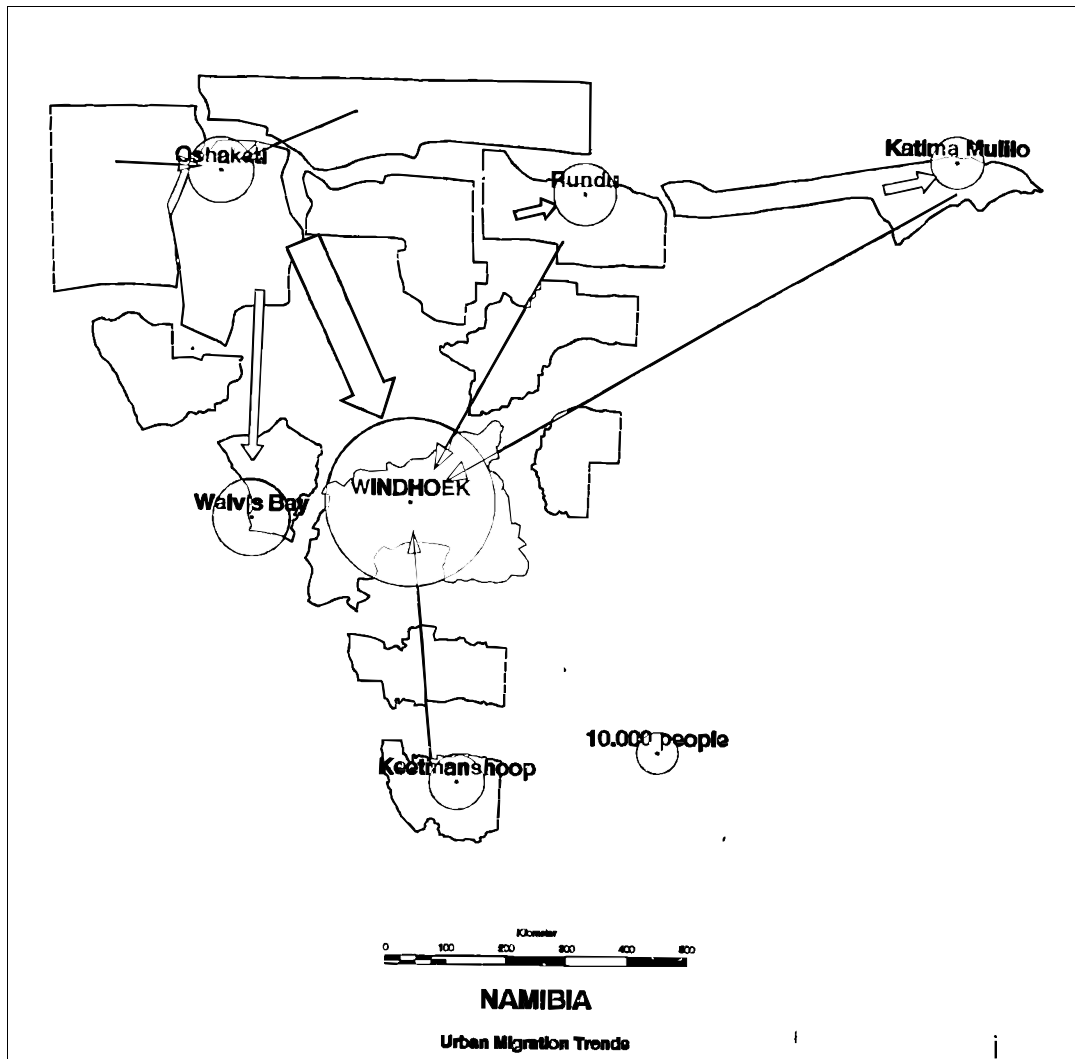 Oshakati
Katima Mulilo
Rundu
WINDHOEK
Walvis Bay
10.000 people
Keetmanshoop
Kilometer
0 100 200 300 400 500
NAMIBIA
Urban Migration Trends
i